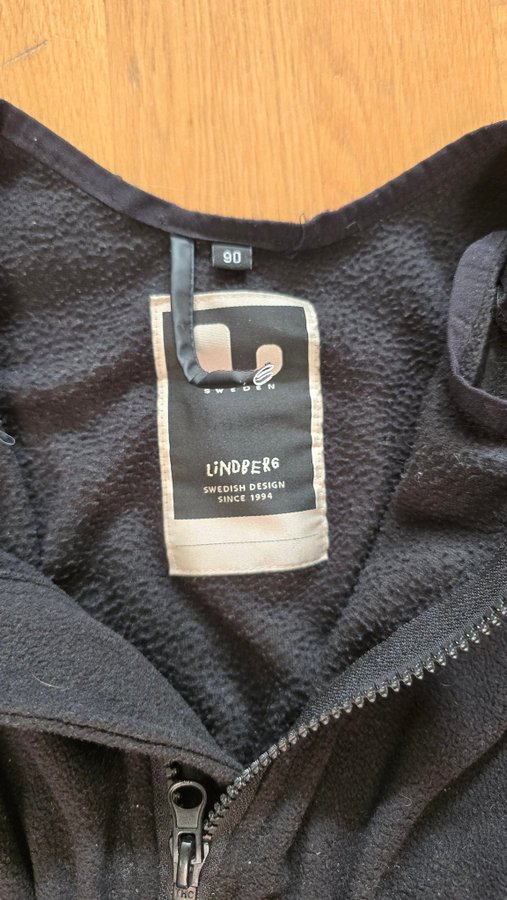 90
SWEDEN
LiNDBERG
SWEDISH DESIGN
SINCE 1994